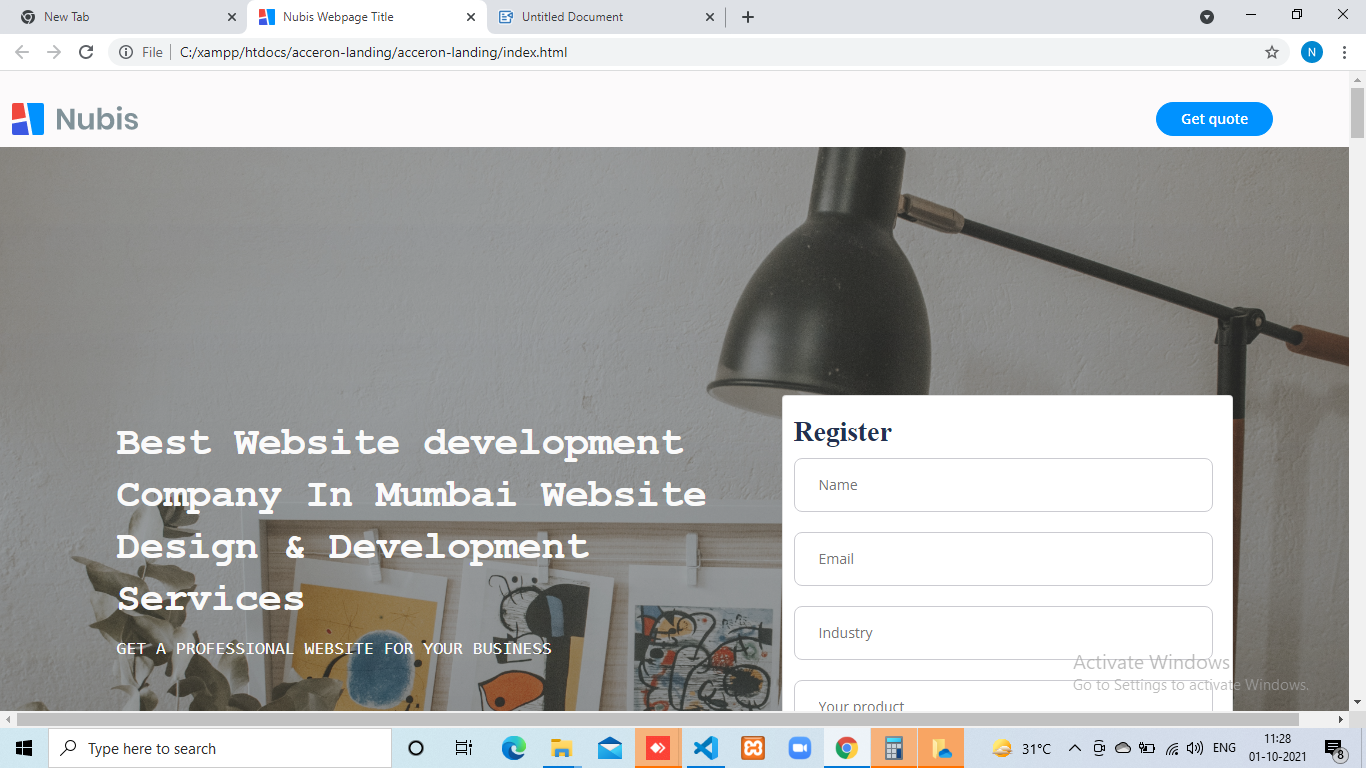 New Tab
Nubis Webpage Title
Untitled Document
File
C:/xampp/htdocs/acceron-landing/acceron-landing/index.html
N
Nubis
Get quote
Best Website development
Company In Mumbai Website
Design & Development
Services
GET A PROFESSIONAL WEBSITE FOR YOUR BUSINESS
Register
Name
Email
Industry
Your product
Activate Windows
Go to Settings to activate Windows.
Type here to search
31°C
ENG
11:28
01-10-2021
8